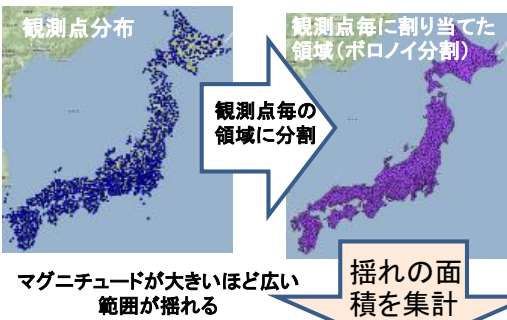 観測点分布
観測点毎に割り当てた
領域(ボロノイ分割)
観測点毎の
領域に分割
マグニチュードが大きいほど広い
範囲が揺れる
揺れの面
積を集計